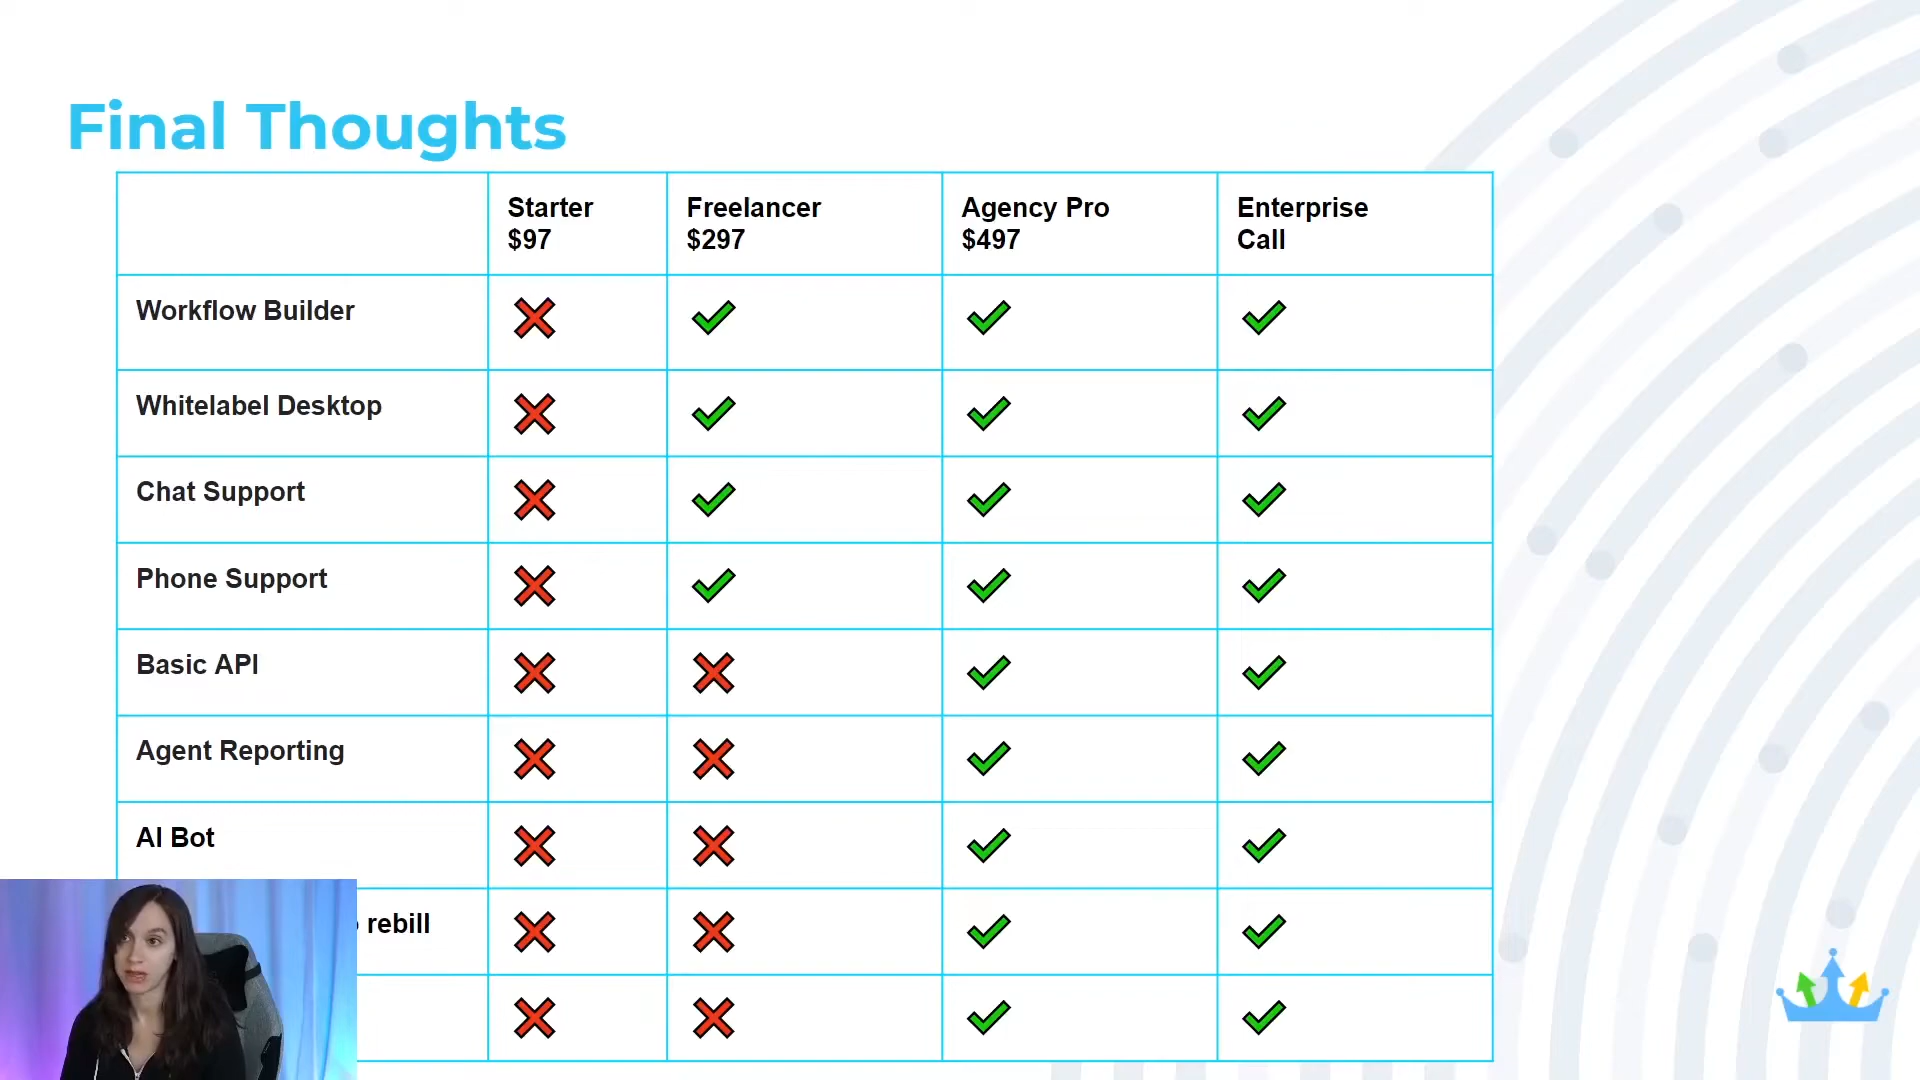 Final Thoughts
Starter
$97
Freelancer
$297
Agency Pro
$497
Enterprise
Call
Workflow Builder
Whitelabel Desktop
Chat Support
Phone Support
Basic API
Agent Reporting
AI Bot
rebill